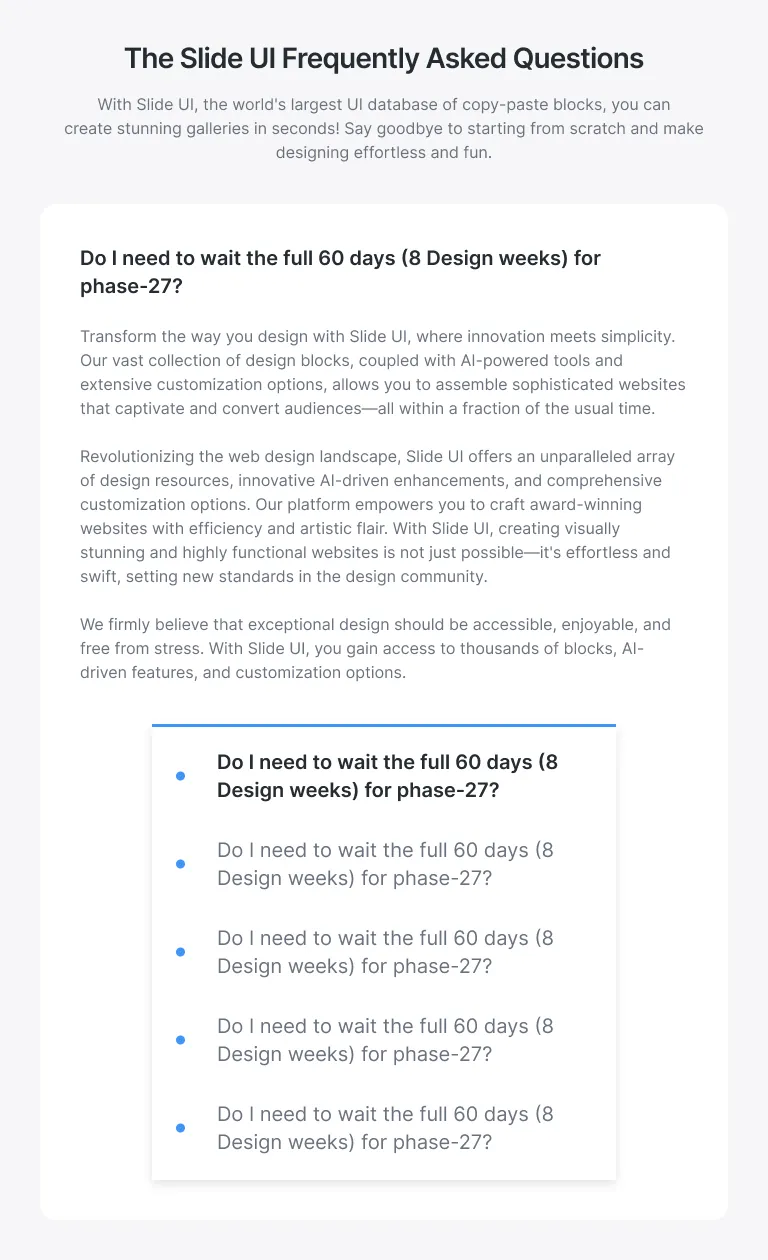 The Slide UI Frequently Asked Questions
With Slide UI, the world's largest UI database of copy-paste blocks, you can
create stunning galleries in seconds! Say goodbye to starting from scratch and make
designing effortless and fun.
Do I need to wait the full 60 days (8 Design weeks) for
phase-27?
Transform the way you design with Slide UI, where innovation meets simplicity.
Our vast collection of design blocks, coupled with AI-powered tools and
extensive customization options, allows you to assemble sophisticated websites
that captivate and convert audiences—all within a fraction of the usual time.
Revolutionizing the web design landscape, Slide UI offers an unparalleled array
of design resources, innovative AI-driven enhancements, and comprehensive
customization options. Our platform empowers you to craft award-winning
websites with efficiency and artistic flair. With Slide UI, creating visually
stunning and highly functional websites is not just possible—it's effortless and
swift, setting new standards in the design community.
We firmly believe that exceptional design should be accessible, enjoyable, and
free from stress. With Slide UI, you gain access to thousands of blocks, AI-
driven features, and customization options.
Do I need to wait the full 60 days (8
Design weeks) for phase-27?
Do I need to wait the full 60 days (8
Design weeks) for phase-27?
Do I need to wait the full 60 days (8
Design weeks) for phase-27?
Do I need to wait the full 60 days (8
Design weeks) for phase-27?
Do I need to wait the full 60 days (8
Design weeks) for phase-27?